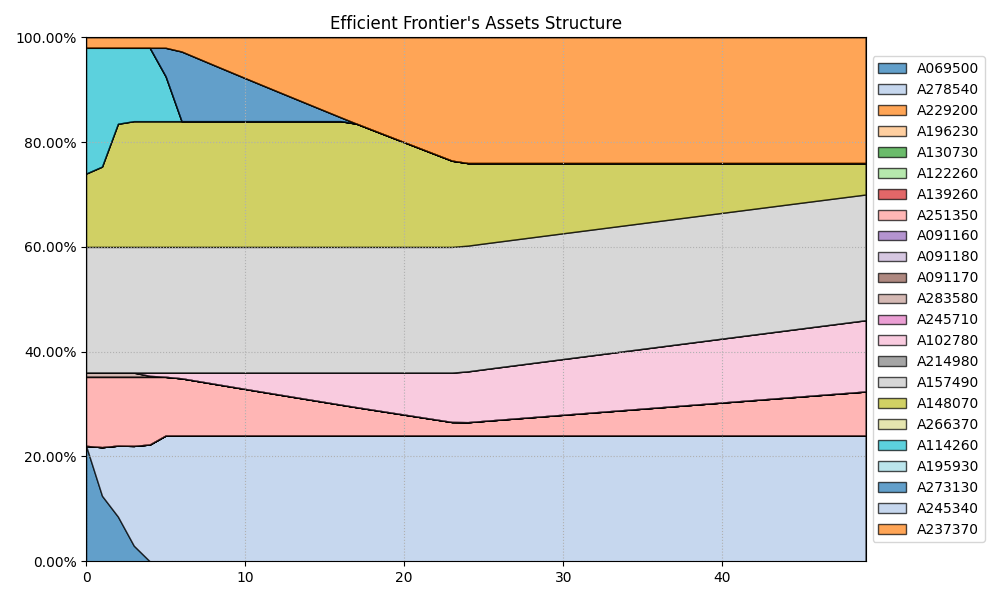 Efficient Frontier's Assets Structure
100.00%
80.00%
60.00%
40.00%
20.00%
0.00%
0
10
20
30
40
A069500
A278540
A229200
A196230
A130730
A122260
A139260
A251350
A091160
A091180
A091170
A283580
A245710
A102780
A214980
A157490
A148070
A266370
A114260
A195930
A273130
A245340
A237370